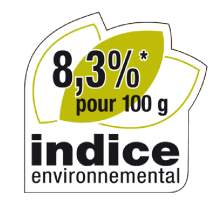 8,3%*
pour 100 g
indice
environnemental